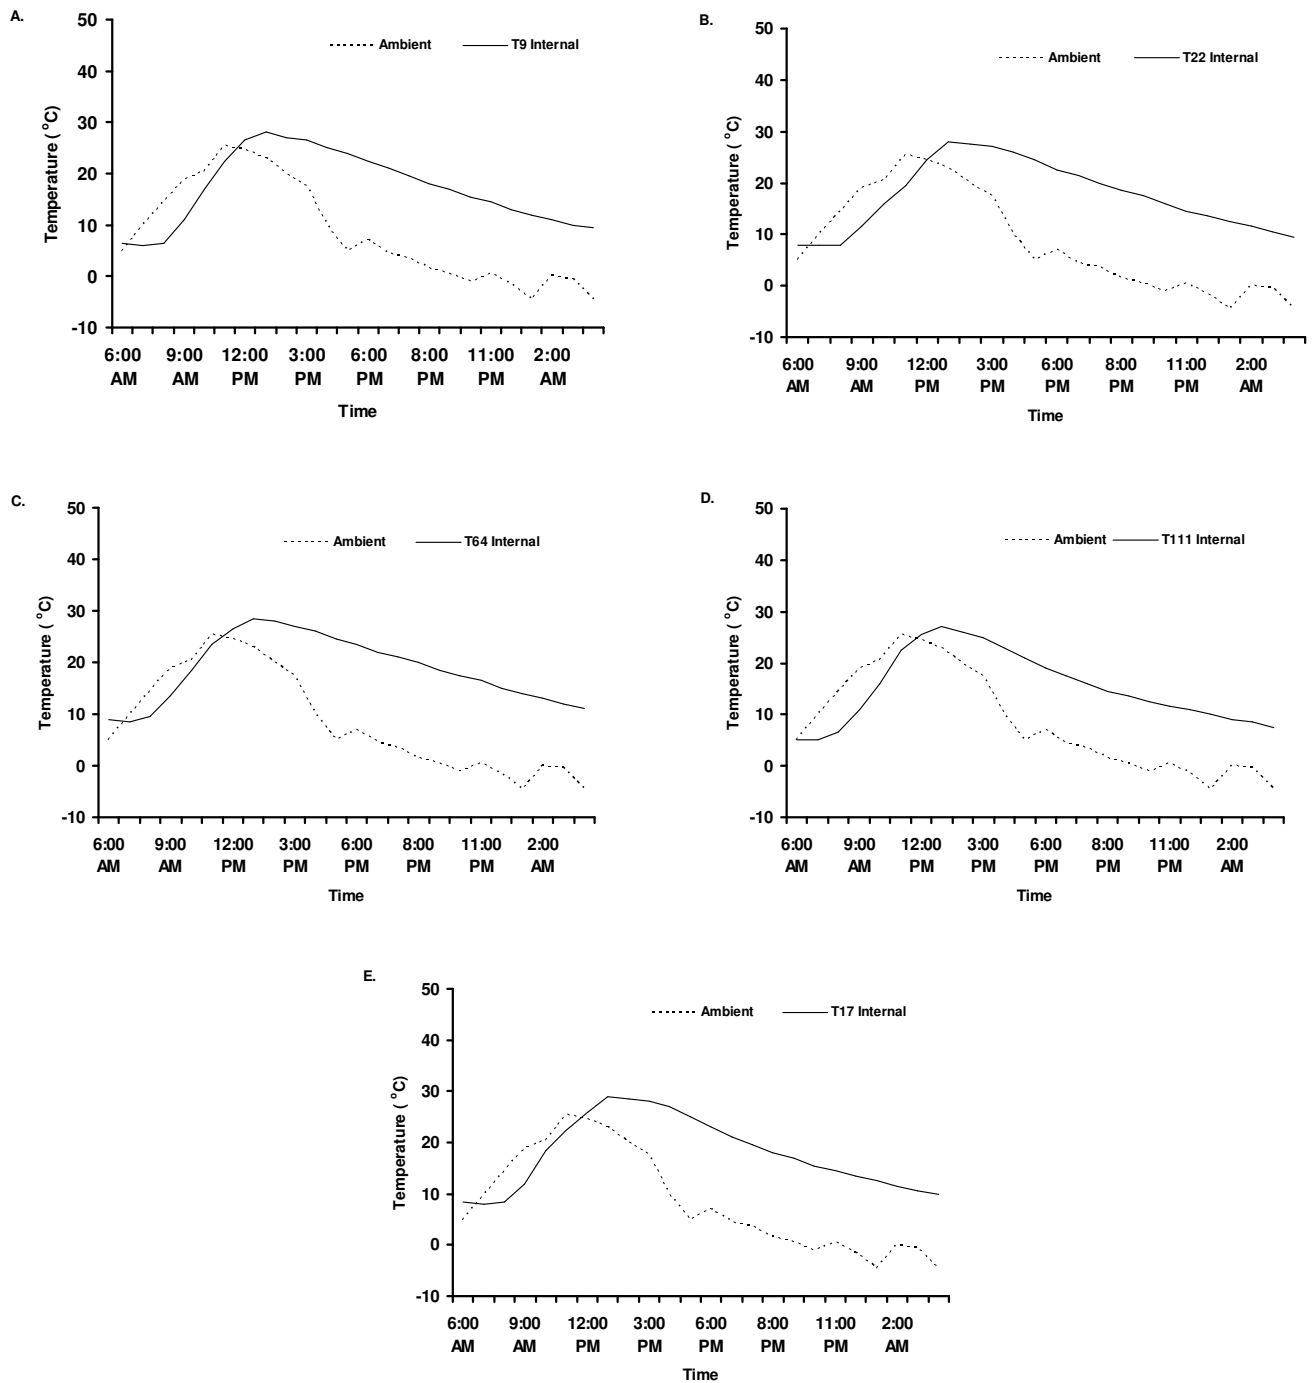 A.
Ambient T9 Internal
50
40
30
20
10
0
-10
Temperature ( °C)
6:00 AM 9:00 AM 12:00 PM 3:00 PM 6:00 PM 8:00 PM 11:00 PM 2:00 AM
Time
B.
Ambient T22 Internal
50
40
30
20
10
0
-10
Temperature ( °C)
6:00 AM 9:00 AM 12:00 PM 3:00 PM 6:00 PM 8:00 PM 11:00 PM 2:00 AM
Time
C.
Ambient T64 Internal
50
40
30
20
10
0
-10
Temperature ( °C)
6:00 AM 9:00 AM 12:00 PM 3:00 PM 6:00 PM 8:00 PM 11:00 PM 2:00 AM
Time
D.
Ambient T111 Internal
50
40
30
20
10
0
-10
Temperature ( °C)
6:00 AM 9:00 AM 12:00 PM 3:00 PM 6:00 PM 8:00 PM 11:00 PM 2:00 AM
Time
E.
Ambient T17 Internal
50
40
30
20
10
0
-10
Temperature ( °C)
6:00 AM 9:00 AM 12:00 PM 3:00 PM 6:00 PM 8:00 PM 11:00 PM 2:00 AM
Time